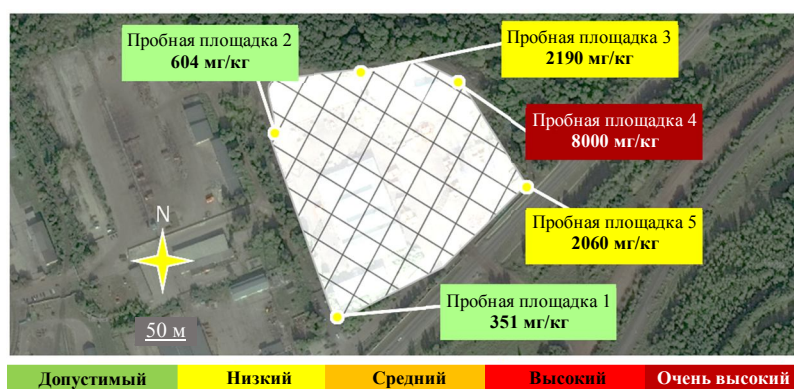 Пробная площадка 2
604 мг/кг
Пробная площадка 3
2190 мг/кг
Пробная площадка 4
8000 мг/кг
N
Пробная площадка 5
2060 мг/кг
Пробная площадка 1
351 мг/кг
50 м
Допустимый Низкий Средний Высокий Очень высокий